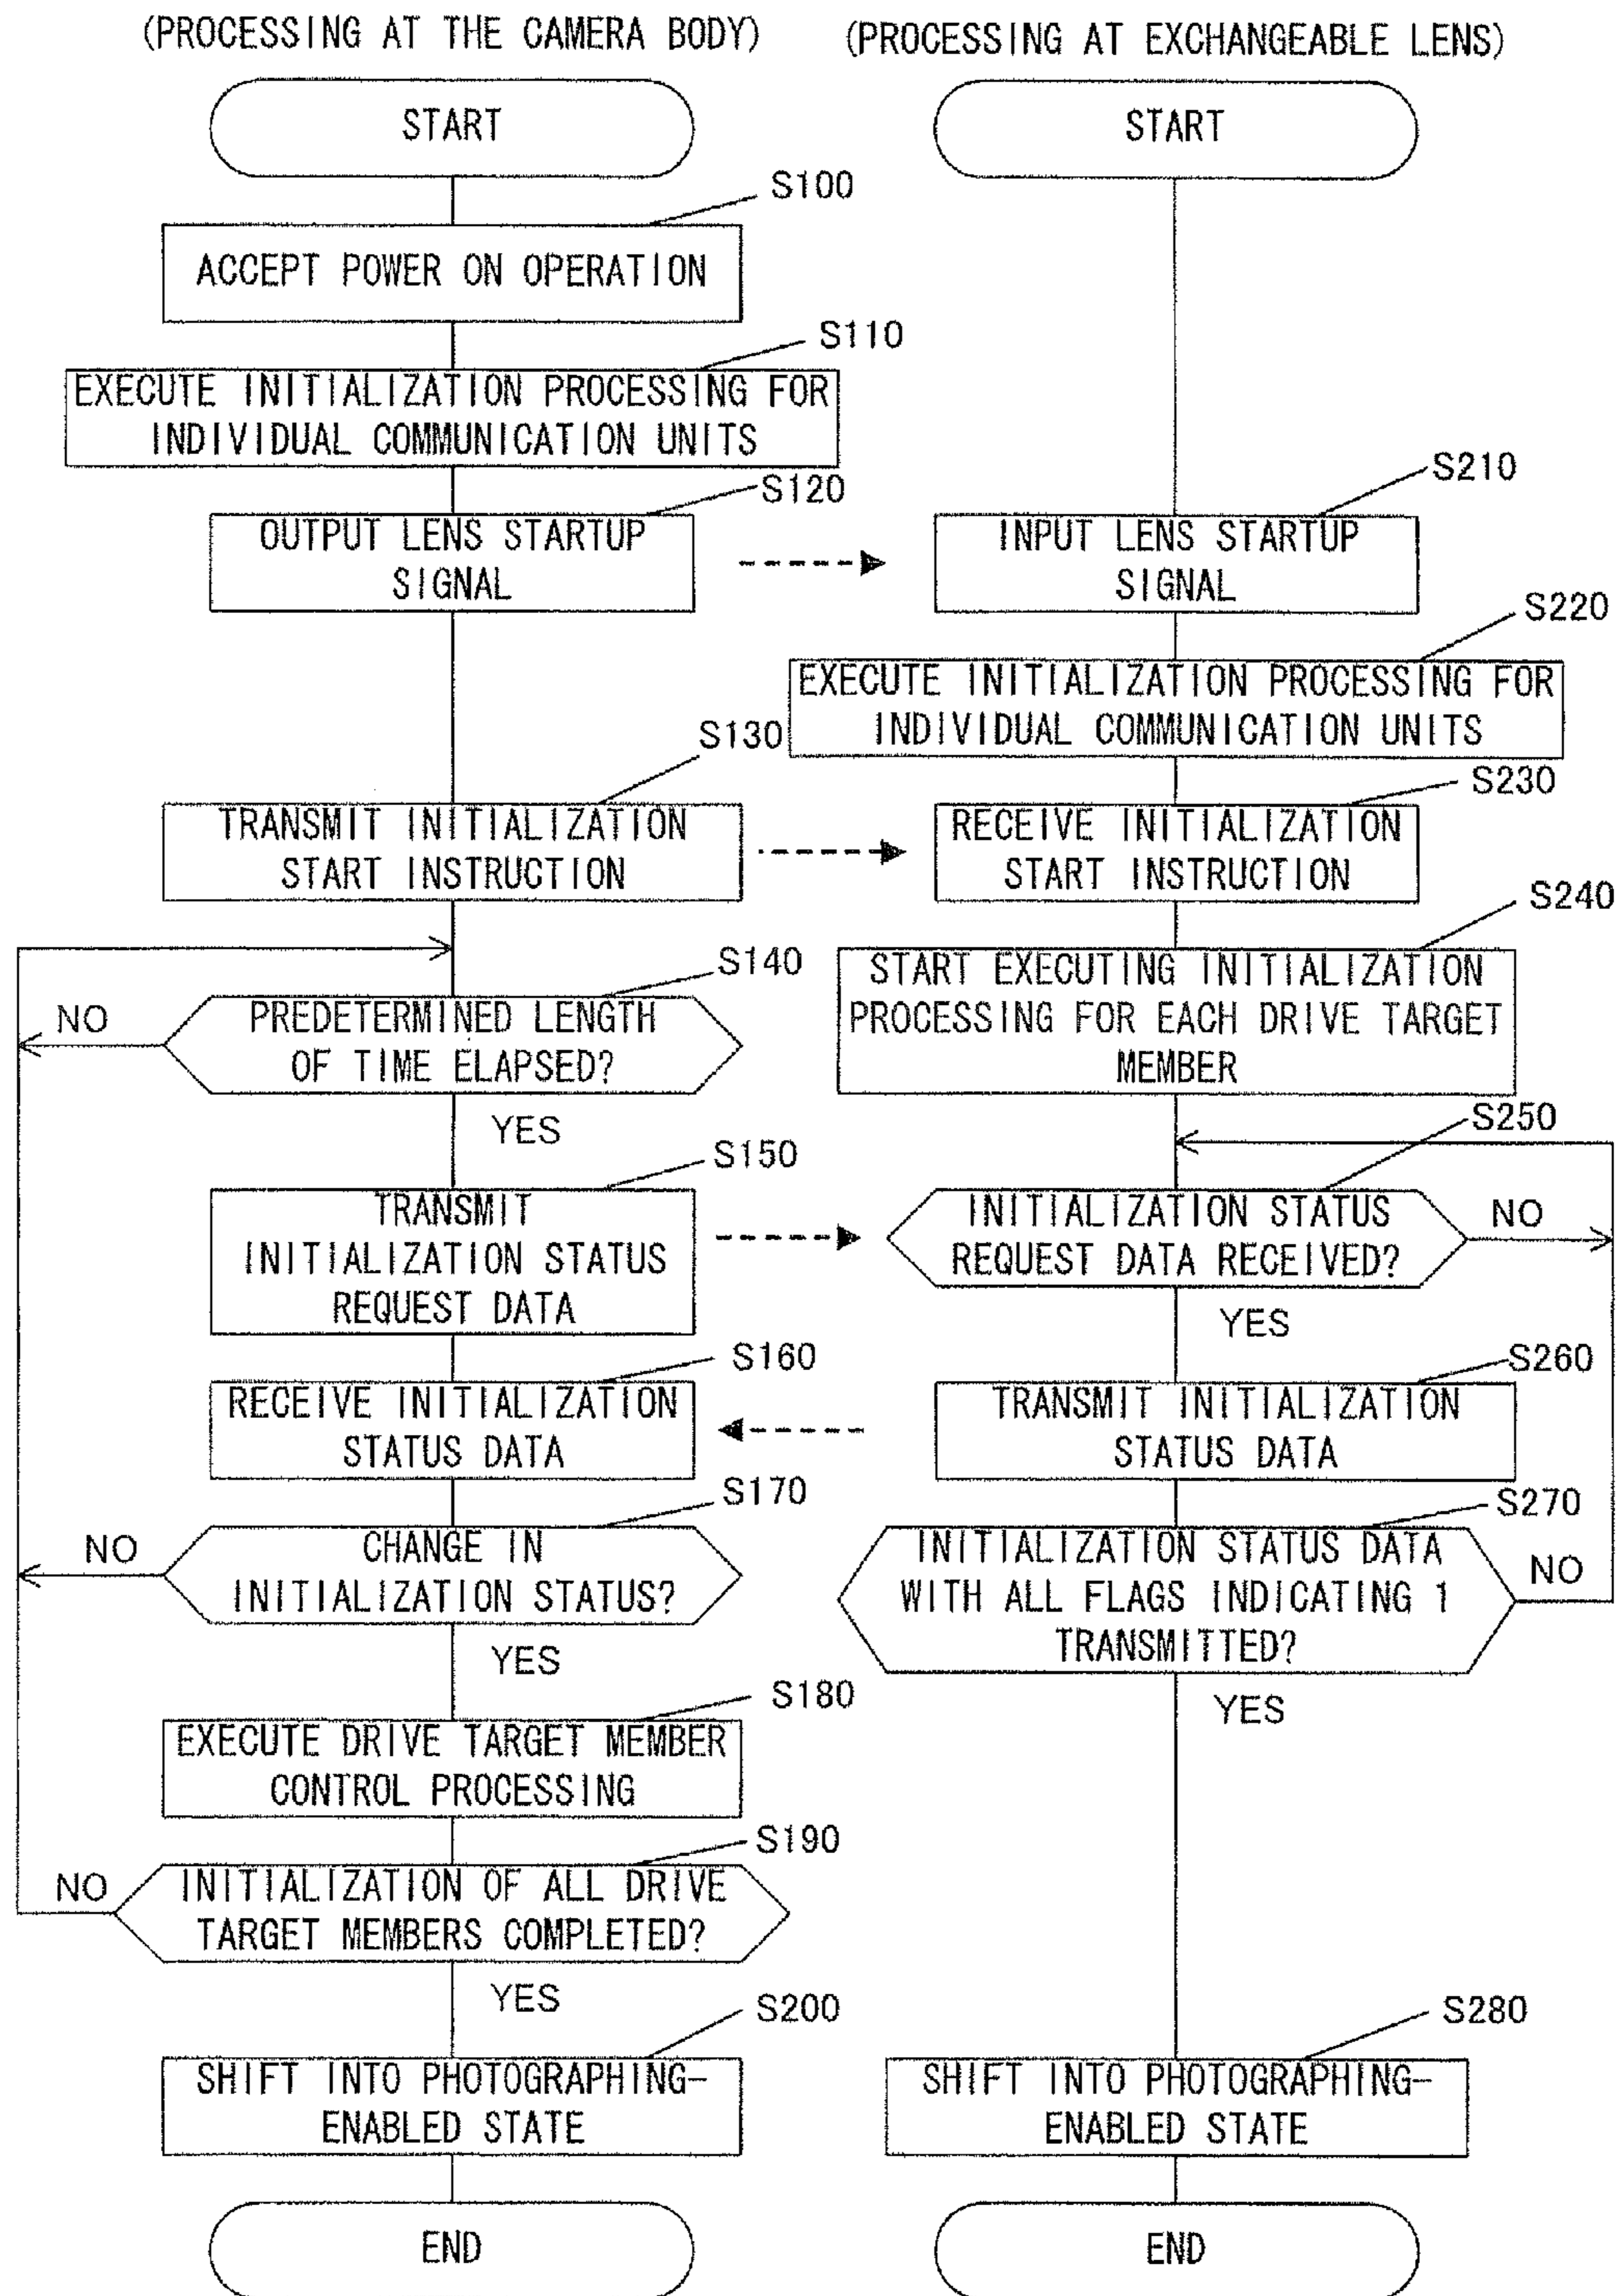 (PROCESSING AT THE CAMERA BODY)
START
S100
ACCEPT POWER ON OPERATION
S110
EXECUTE INITIALIZATION PROCESSING FOR
INDIVIDUAL COMMUNICATION UNITS
S120
OUTPUT LENS STARTUP
SIGNAL
S130
TRANSMIT INITIALIZATION
START INSTRUCTION
S140
PREDETERMINED LENGTH
OF TIME ELAPSED?
NO
YES
S150
TRANSMIT
INITIALIZATION STATUS
REQUEST DATA
S160
RECEIVE INITIALIZATION
STATUS DATA
S170
CHANGE IN
INITIALIZATION STATUS?
NO
YES
S180
EXECUTE DRIVE TARGET MEMBER
CONTROL PROCESSING
S190
INITIALIZATION OF ALL DRIVE
TARGET MEMBERS COMPLETED?
NO
YES
S200
SHIFT INTO PHOTOGRAPHING-
ENABLED STATE
END
(PROCESSING AT EXCHANGEABLE LENS)
START
S210
INPUT LENS STARTUP
SIGNAL
S220
EXECUTE INITIALIZATION PROCESSING FOR
INDIVIDUAL COMMUNICATION UNITS
S230
RECEIVE INITIALIZATION
START INSTRUCTION
S240
START EXECUTING INITIALIZATION
PROCESSING FOR EACH DRIVE TARGET
MEMBER
S250
INITIALIZATION STATUS
REQUEST DATA RECEIVED?
NO
YES
S260
TRANSMIT INITIALIZATION
STATUS DATA
S270
INITIALIZATION STATUS DATA
WITH ALL FLAGS INDICATING 1
TRANSMITTED?
NO
YES
S280
SHIFT INTO PHOTOGRAPHING-
ENABLED STATE
END